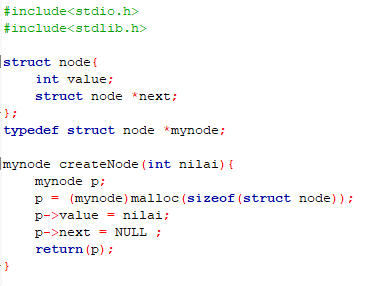 #include<stdio.h>
#include<stdlib.h>
struct node{
int value;
struct node *next;
};
typedef struct node *mynode;
mynode createNode(int nilai){
mynode p;
p = (mynode)malloc(sizeof(struct node));
p->value = nilai;
p->next = NULL ;
return(p);
}